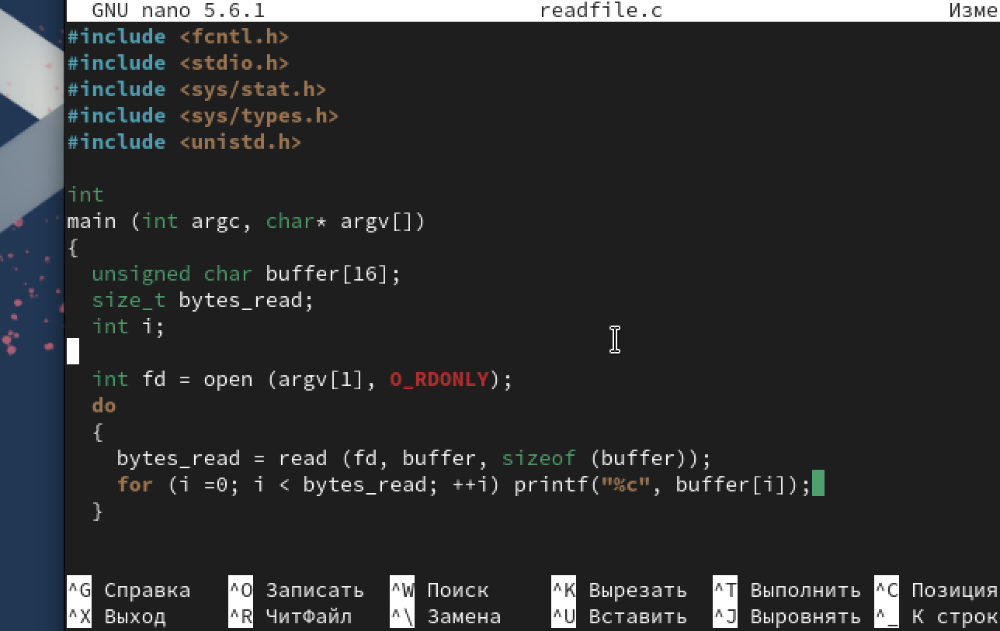 GNU nano 5.6.1 readfile.c Изме
#include <fcntl.h>
#include <stdio.h>
#include <sys/stat.h>
#include <sys/types.h>
#include <unistd.h>
int
main (int argc, char* argv[])
{
  unsigned char buffer[16];
  size_t bytes_read;
  int i;
  int fd = open (argv[1], O_RDONLY);
  do
  {
    bytes_read = read (fd, buffer, sizeof (buffer));
    for (i =0; i < bytes_read; ++i) printf("%c", buffer[i]);
  }
^G Справка ^O Записать ^W Поиск ^K Вырезать ^T Выполнить ^C Позиция
^X Выход ^R ЧитФайл ^\ Замена ^U Вставить ^J Выровнять ^_ К строк